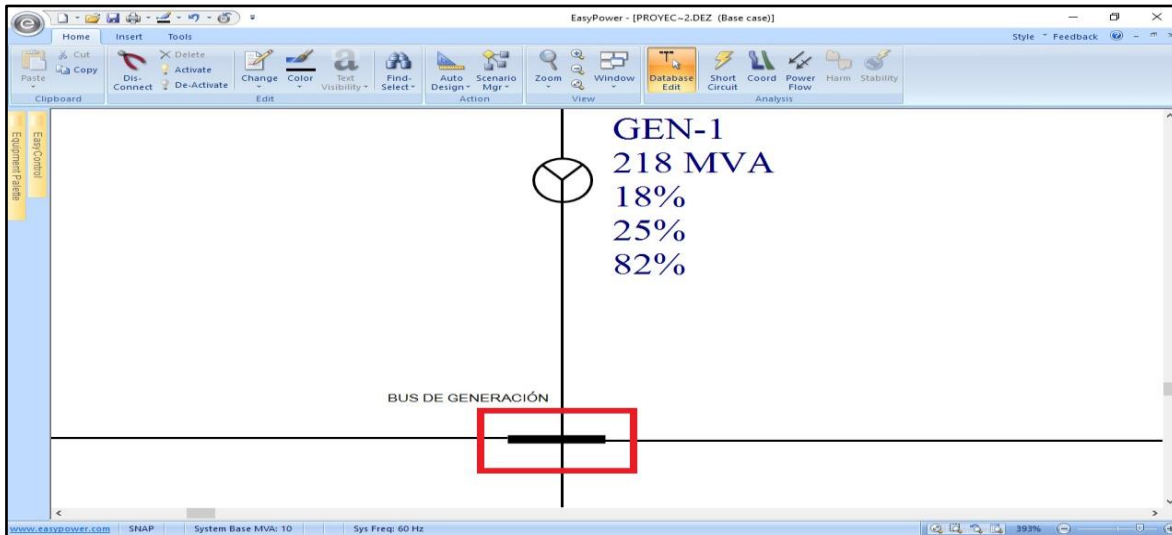 EasyPower - [PROYEC~2.DEZ (Base case)]
Home Insert Tools
Style Feedback
Paste
Cut
Copy
Clipboard
Dis-
Connect
Delete
Activate
De-Activate
Change
Color
Text
Visibility
Find-
Select
Edit
Auto
Design
Scenario
Mgr
Action
Zoom
Window
View
Database
Edit
Short
Circuit
Coord
Power
Flow
Harm
Stability
Analysis
EasyControl
Equipment Palette
GEN-1
218 MVA
18%
25%
82%
BUS DE GENERACIÓN
www.easypower.com SNAP System Base MVA: 10 Sys Freq: 60 Hz 393%